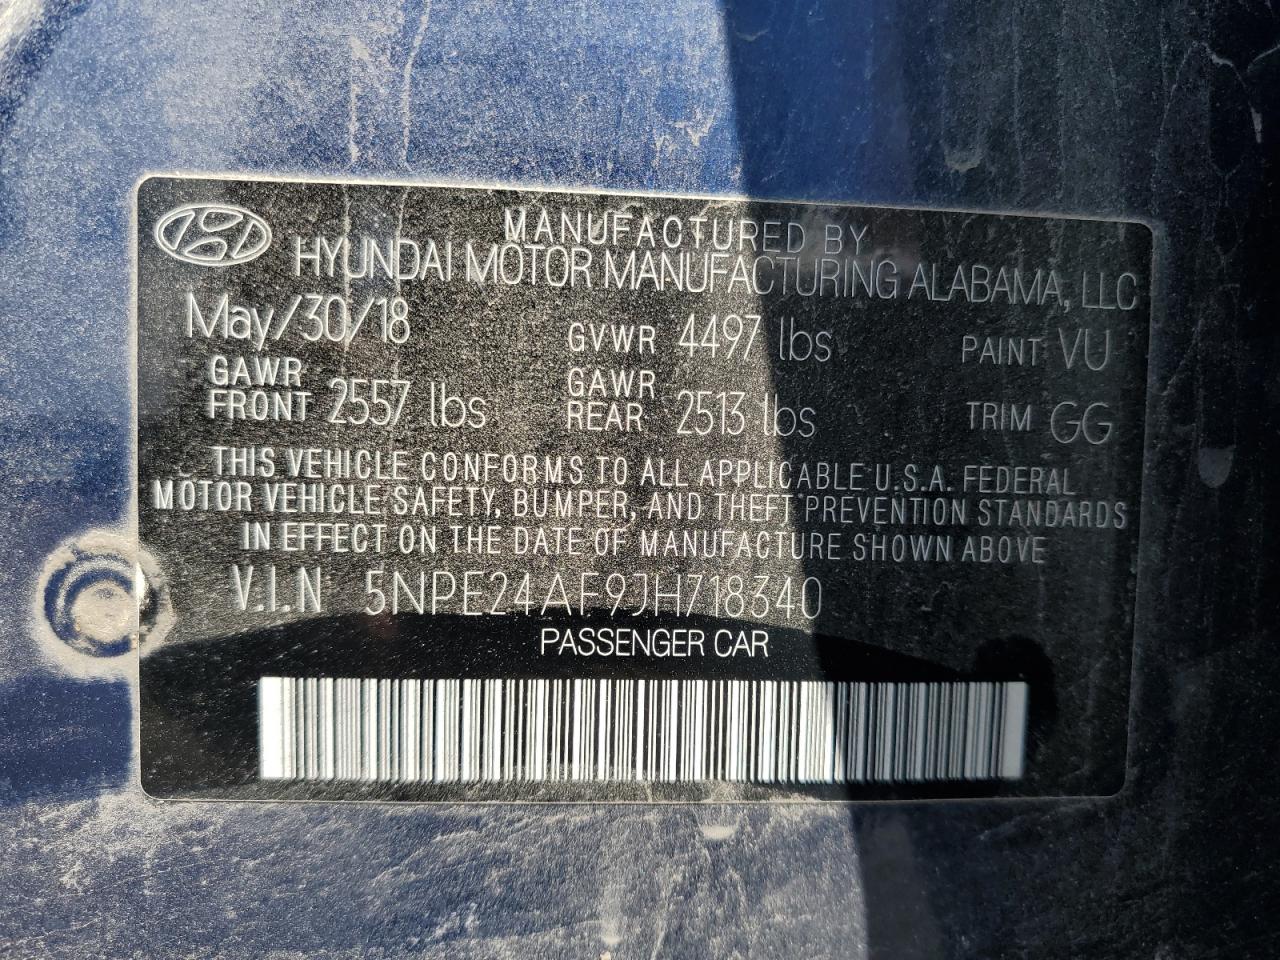 MANUFACTURED BY
HYUNDAI MOTOR MANUFACTURING ALABAMA, LLC
May/30/18 GVWR 4497 lbs PAINT VU
GAWR FRONT 2557 lbs GAWR REAR 2513 lbs TRIM GG
THIS VEHICLE CONFORMS TO ALL APPLICABLE U.S.A. FEDERAL
MOTOR VEHICLE SAFETY, BUMPER, AND THEFT PREVENTION STANDARDS
IN EFFECT ON THE DATE OF MANUFACTURE SHOWN ABOVE
V.I.N 5NPE24AF9JH718340
PASSENGER CAR